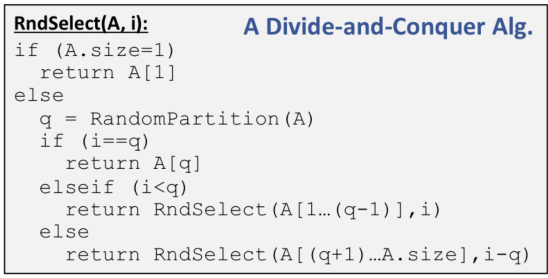 RndSelect(A, i):
A Divide-and-Conquer Alg.
if (A.size=1)
  return A[1]
else
  q = RandomPartition(A)
  if (i==q)
    return A[q]
  elseif (i<q)
    return RndSelect(A[1…(q-1)],i)
  else
    return RndSelect(A[(q+1)…A.size],i-q)